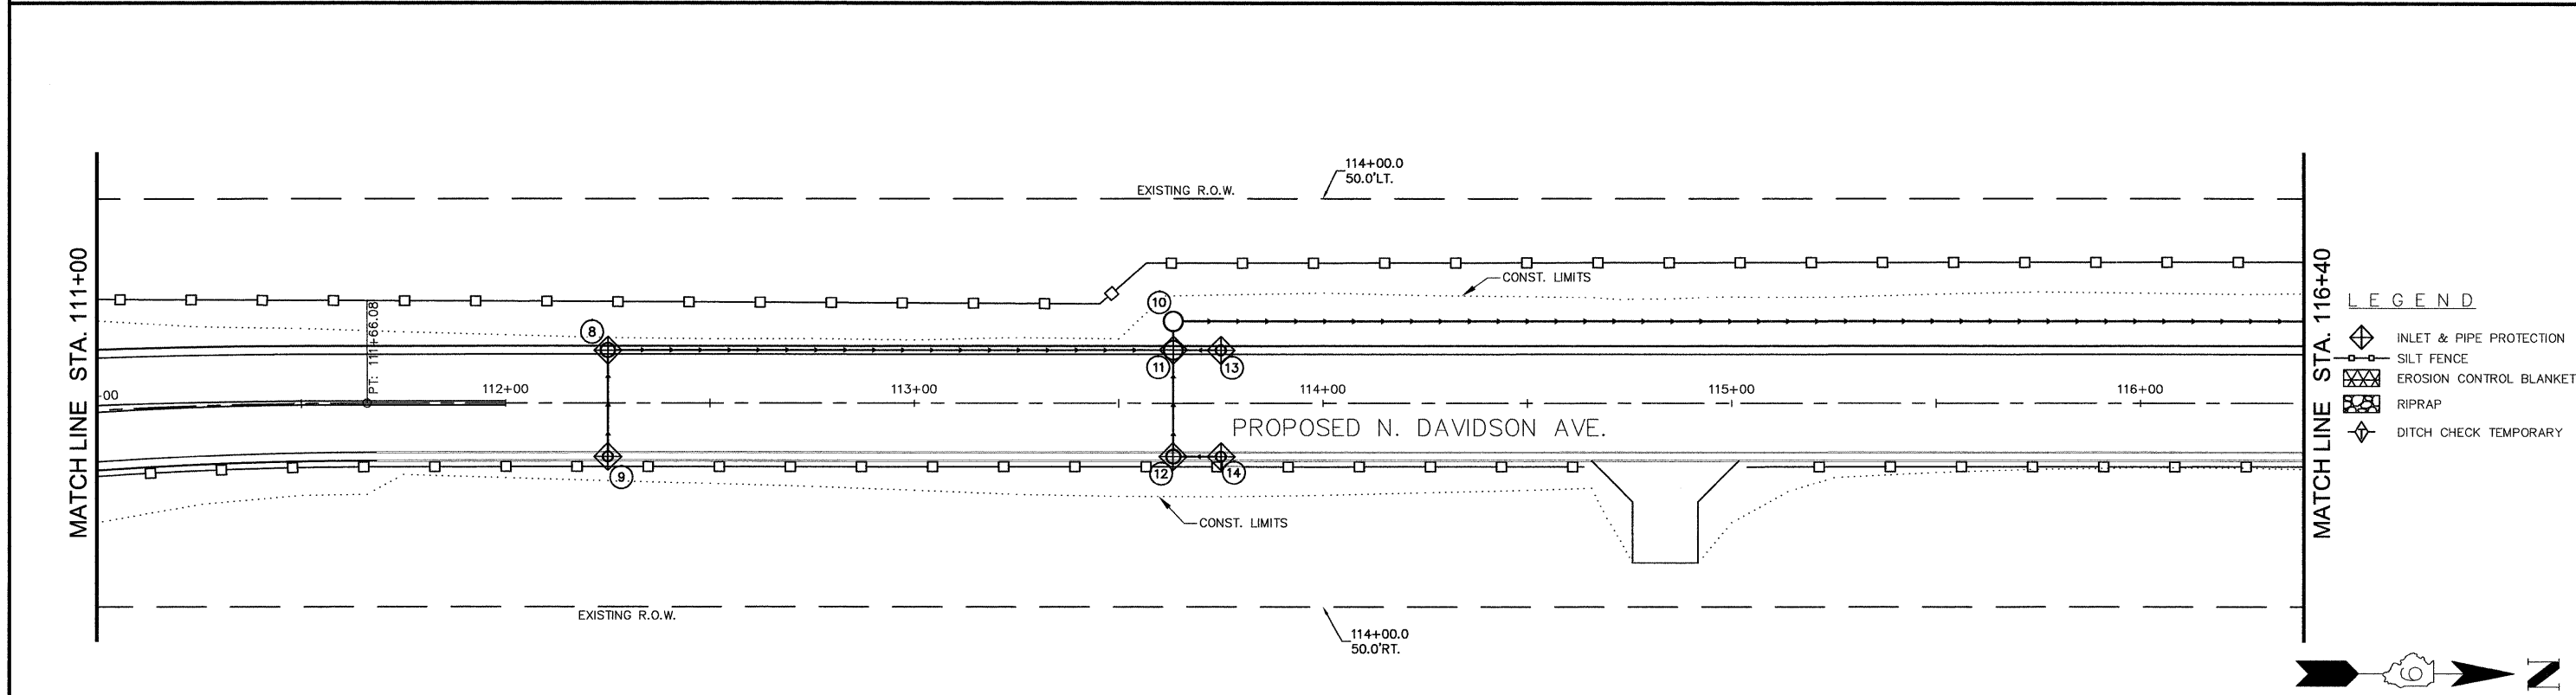 114+00.0
50.0'LT.
EXISTING R.O.W.
MATCH LINE STA. 111+00
PT: 111+66.08
CONST. LIMITS
10
8
11
13
00
112+00
113+00
114+00
115+00
116+00
PROPOSED N. DAVIDSON AVE.
9
12
14
CONST. LIMITS
EXISTING R.O.W.
114+00.0
50.0'RT.
MATCH LINE STA. 116+40
LEGEND
INLET & PIPE PROTECTION
SILT FENCE
EROSION CONTROL BLANKET
RIPRAP
DITCH CHECK TEMPORARY
N